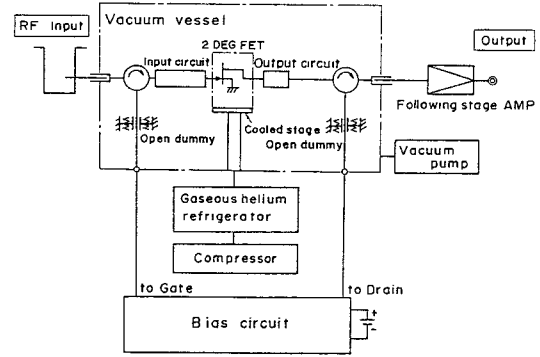 RF Input
Vacuum vessel
2 DEG FET
Output
Input circuit
Output circuit
Following stage AMP
Open dummy
Cooled stage
Open dummy
Vacuum
pump
Gaseous helium
refrigerator
Compressor
to Gate
to Drain
Bias circuit
+
-